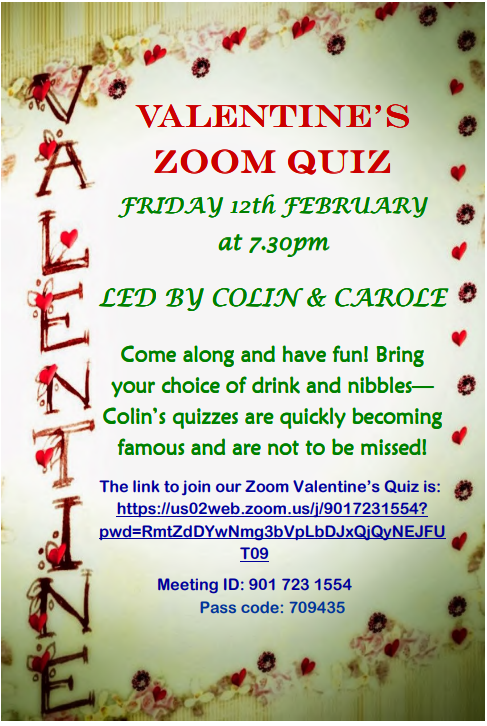 VALENTINE
VALENTINE'S
ZOOM QUIZ
FRIDAY 12th FEBRUARY
at 7.30pm
LED BY COLIN & CAROLE
Come along and have fun! Bring
your choice of drink and nibbles—
Colin's quizzes are quickly becoming
famous and are not to be missed!
The link to join our Zoom Valentine's Quiz is:
https://us02web.zoom.us/j/9017231554?
pwd=RmtZdDYwNmg3bVpLbDJxQjQyNEJFU
T09
Meeting ID: 901 723 1554
Pass code: 709435